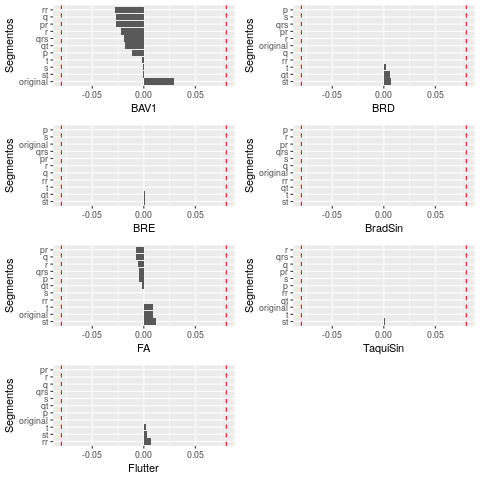 rr
q
pr
r
qrs
qt
p
t
s
st
original
Segmentos
-0.05 0.00 0.05
BAV1
p
s
pr
r
original
rr
t
qt
st
Segmentos
-0.05 0.00 0.05
BRD
p
s
original
qrs
pr
r
q
rr
t
qt
st
Segmentos
-0.05 0.00 0.05
BRE
p
r
pr
qrs
s
q
original
rr
t
qt
st
Segmentos
-0.05 0.00 0.05
BradSin
pr
q
r
qrs
p
qt
s
rr
t
original
st
Segmentos
-0.05 0.00 0.05
FA
r
qrs
q
pr
s
p
rr
qt
original
t
st
Segmentos
-0.05 0.00 0.05
TaquiSin
pr
r
q
qrs
s
qt
p
original
t
st
rr
Segmentos
-0.05 0.00 0.05
Flutter